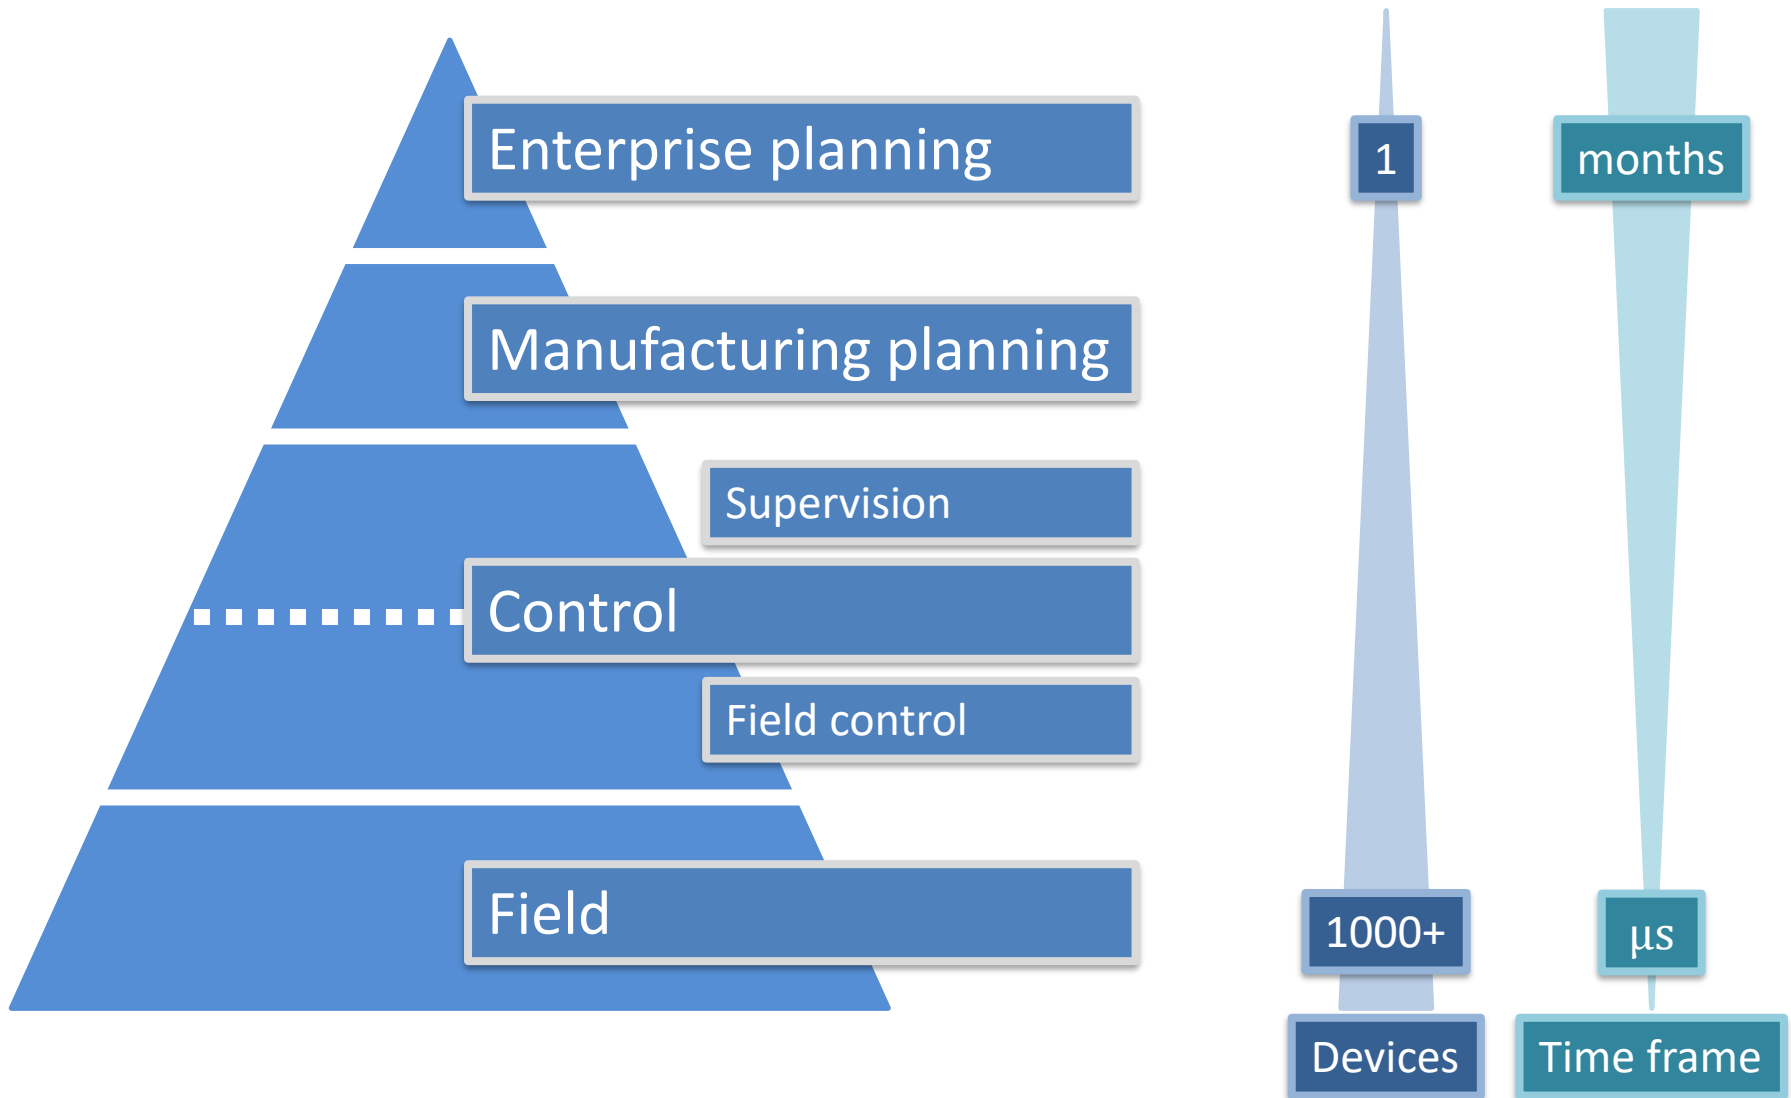 Enterprise planning
1
months
Manufacturing planning
Supervision
Control
Field control
Field
1000+
µs
Devices
Time frame